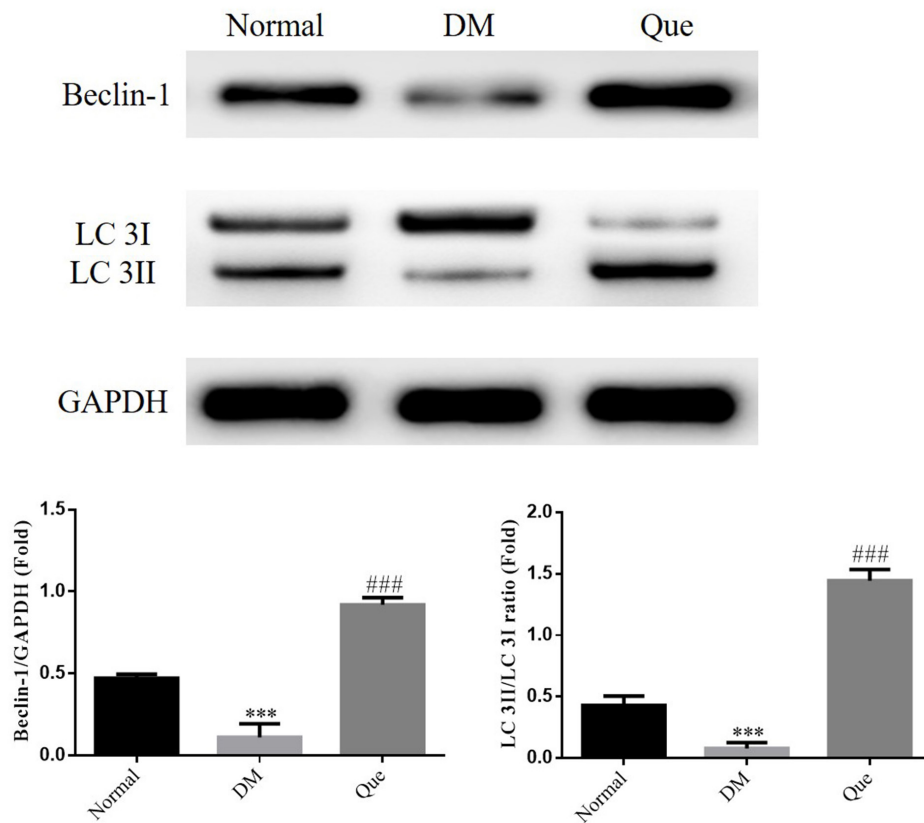 Normal DM Que
Beclin-1
LC 3I
LC 3II
GAPDH
Beclin-1/GAPDH (Fold)
1.5
1.0
0.5
0.0
###
***
Normal DM Que
LC 3II/LC 3I ratio (Fold)
2.0
1.5
1.0
0.5
0.0
###
***
Normal DM Que